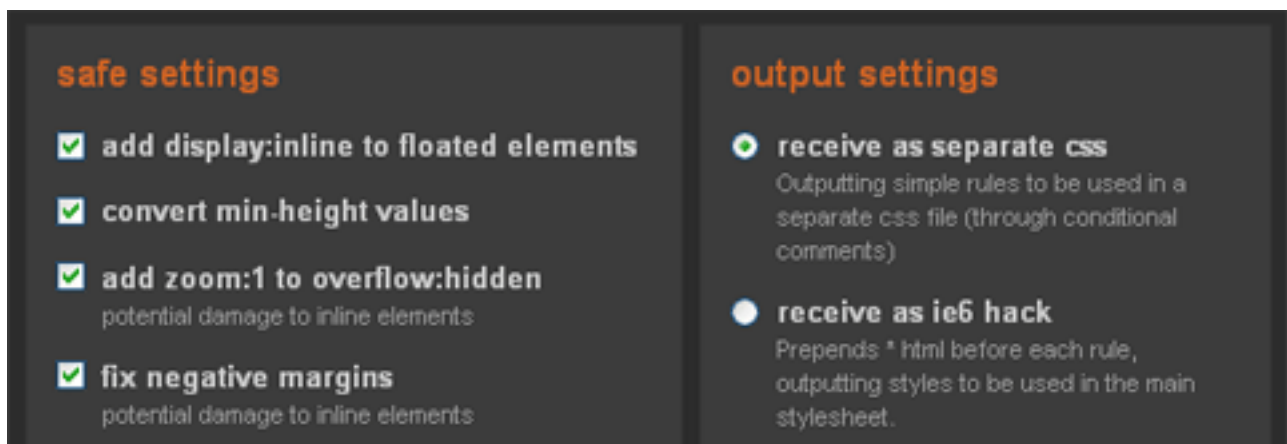 safe settings
add display:inline to floated elements
convert min-height values
add zoom:1 to overflow:hidden
potential damage to inline elements
fix negative margins
potential damage to inline elements
output settings
receive as separate css
Outputting simple rules to be used in a
separate css file (through conditional
comments)
receive as ie6 hack
Prepends * html before each rule,
outputting styles to be used in the main
stylesheet.